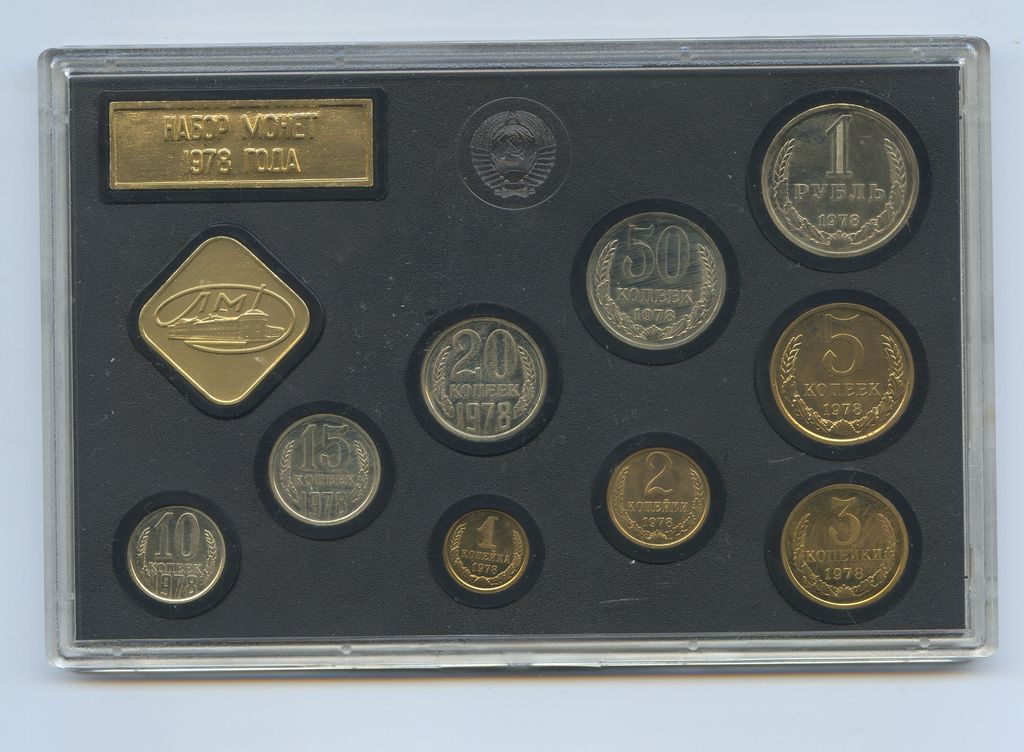 НАБОР МОНЕТ
1978 ГОДА
1
РУБЛЬ
1978
50
КОПЕЕК
1978
ЛМД
20
КОПЕЕК
1978
5
КОПЕЕК
1978
15
КОПЕЕК
1978
2
КОПЕЙКИ
1978
3
КОПЕЙКИ
1978
10
КОПЕЕК
1978
1
КОПЕЙКА
1978